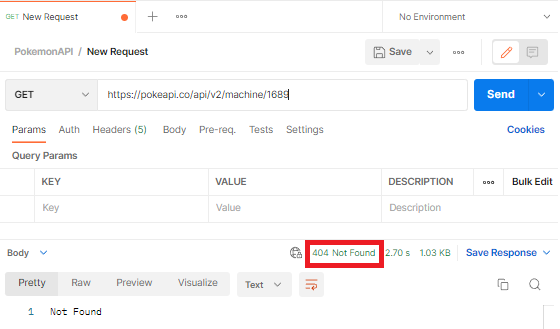 GET New Request
No Environment
PokemonAPI / New Request
Save
GET
https://pokeapi.co/api/v2/machine/1689
Send
Params Auth Headers (5) Body Pre-req. Tests Settings Cookies
Query Params
KEY VALUE DESCRIPTION Bulk Edit
Key Value Description
Body 404 Not Found 2.70 s 1.03 KB Save Response
Pretty Raw Preview Visualize Text
1 Not Found